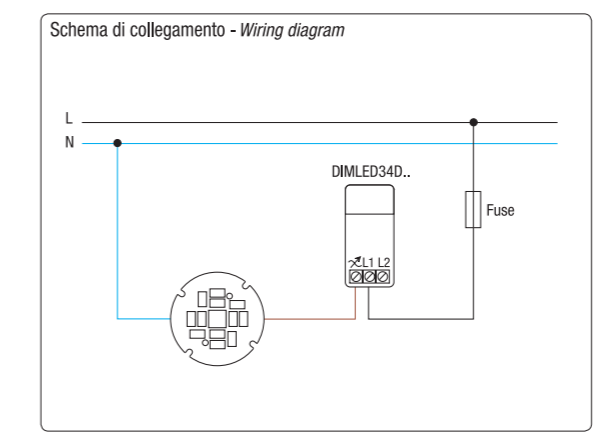 Schema di collegamento - Wiring diagram
L
N
DIMLED34D..
Fuse
L1 L2